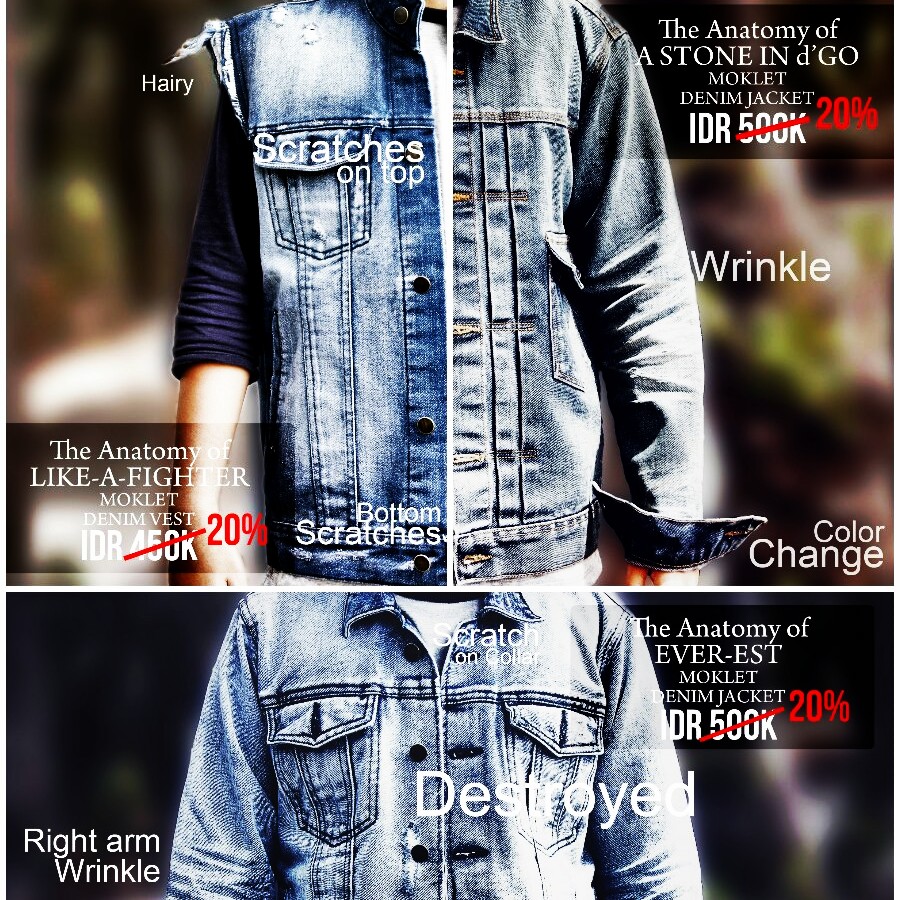 Hairy
Scratches
on top
The Anatomy of
LIKE-A-FIGHTER
MOKLET
DENIM VEST
IDR 450K 20%
Bottom
Scratches
The Anatomy of
A STONE IN d'GO
MOKLET
DENIM JACKET
IDR 500K 20%
Wrinkle
Color
Change
Scratch
on Collar
The Anatomy of
EVER-EST
MOKLET
DENIM JACKET
IDR 500K 20%
Destroyed
Right arm
Wrinkle